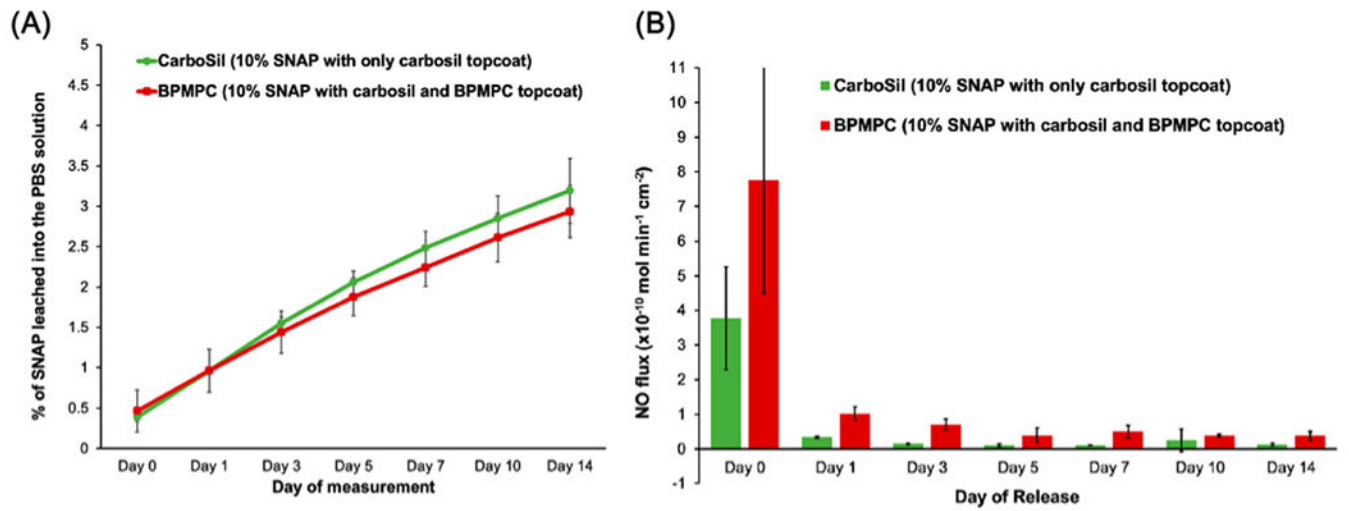 (A)
5
4.5
4
3.5
3
2.5
2
1.5
1
0.5
0
% of SNAP leached into the PBS solution
CarboSil (10% SNAP with only carbosil topcoat)
BPMPC (10% SNAP with carbosil and BPMPC topcoat)
Day 0 Day 1 Day 3 Day 5 Day 7 Day 10 Day 14
Day of measurement
(B)
11
10
9
8
7
6
5
4
3
2
1
0
-1
NO flux (x10⁻¹⁰ mol min⁻¹ cm⁻²)
CarboSil (10% SNAP with only carbosil topcoat)
BPMPC (10% SNAP with carbosil and BPMPC topcoat)
Day 0 Day 1 Day 3 Day 5 Day 7 Day 10 Day 14
Day of Release